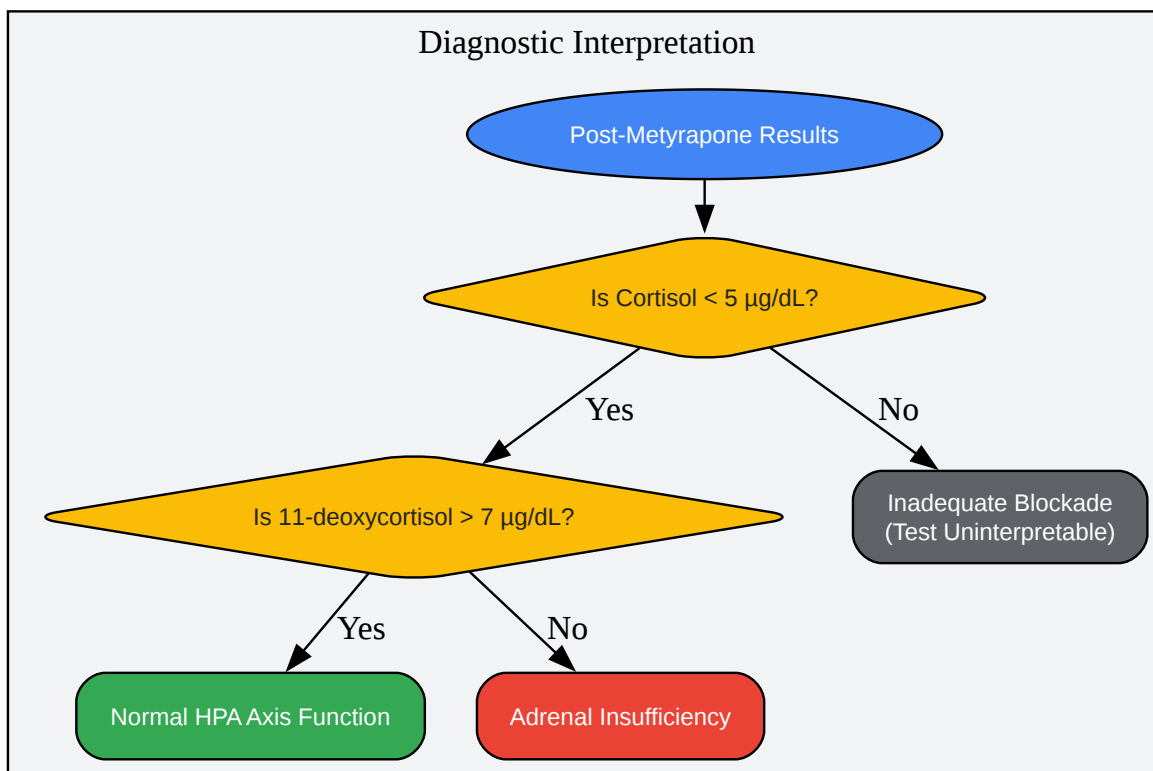 Diagnostic Interpretation
Post-Metyrapone Results
Is Cortisol < 5 µg/dL?
Yes
No
Is 11-deoxycortisol > 7 µg/dL?
Inadequate Blockade
(Test Uninterpretable)
Yes
No
Normal HPA Axis Function
Adrenal Insufficiency